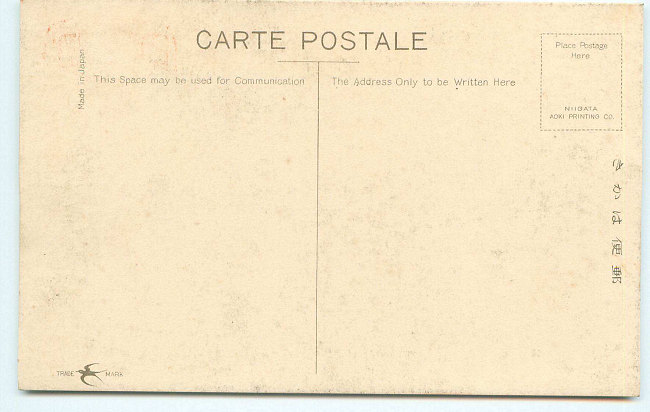 CARTE POSTALE
Made in Japan
This Space may be used for Communication
The Address Only to be Written Here
Place Postage
Here
NIIGATA
AOKI PRINTING CO.
きかは便郵
TRADE MARK